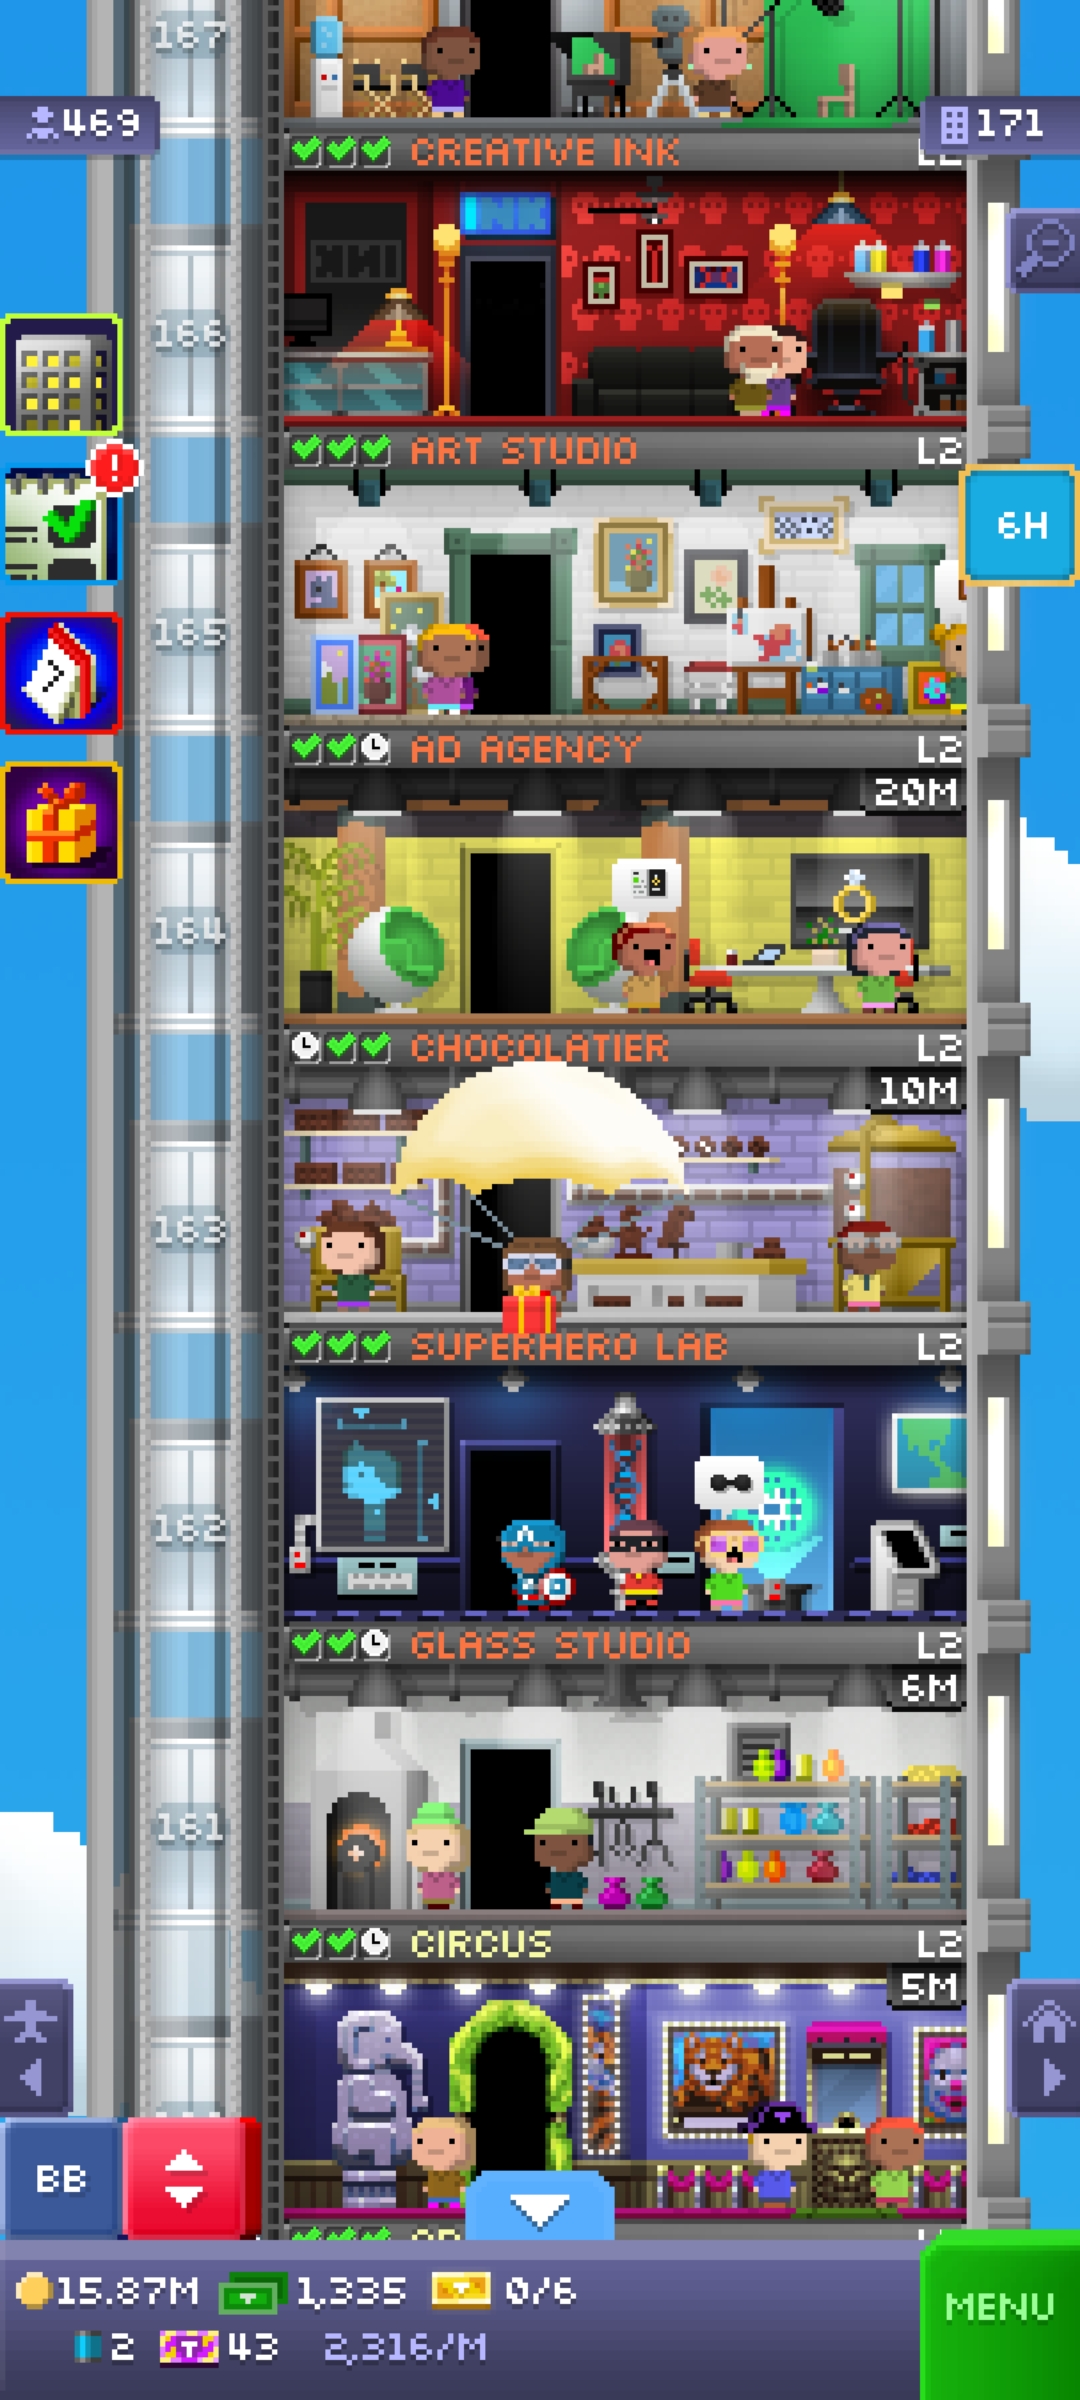 167
469
171
CREATIVE INK
L2
INK
166
ART STUDIO
L2
6H
165
AD AGENCY
L2
20M
164
CHOCOLATIER
L2
10M
163
SUPERHERO LAB
L2
162
GLASS STUDIO
L2
6M
161
CIRCUS
L2
5M
BB
15.87M
1,335
0/6
MENU
2
43
2,316/M